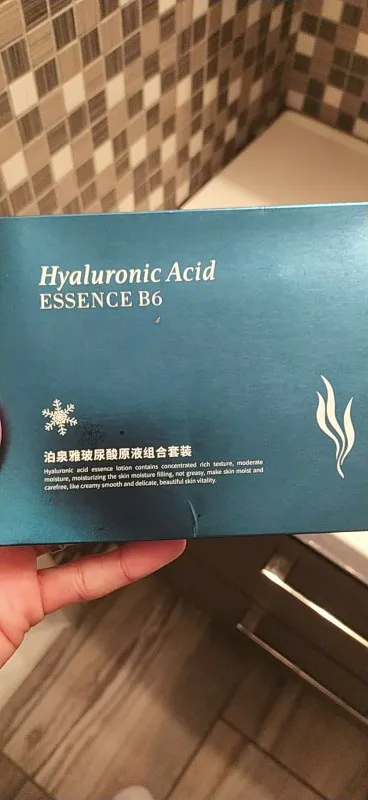 Hyaluronic Acid
ESSENCE B6
泊泉雅玻尿酸原液组合套装
Hyaluronic acid essence lotion contains concentrated rich texture, moderate
moisture, moisturizing the skin moisture filling, not greasy, make skin moist and
carefree, like creamy smooth and delicate, beautiful skin vitality.